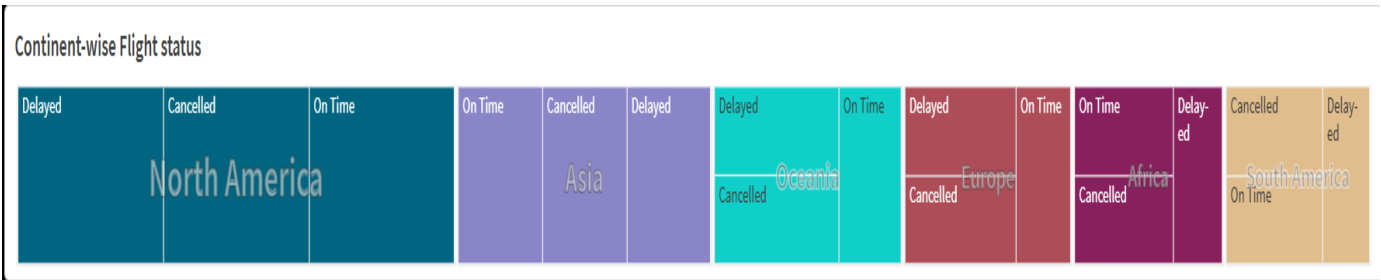 Continent-wise Flight status
Delayed Cancelled On Time On Time Cancelled Delayed Delayed On Time Delayed On Time On Time Delay-
ed Cancelled Delay-
ed
North America Asia Oceania Europe Africa South America
Cancelled Cancelled Cancelled On Time